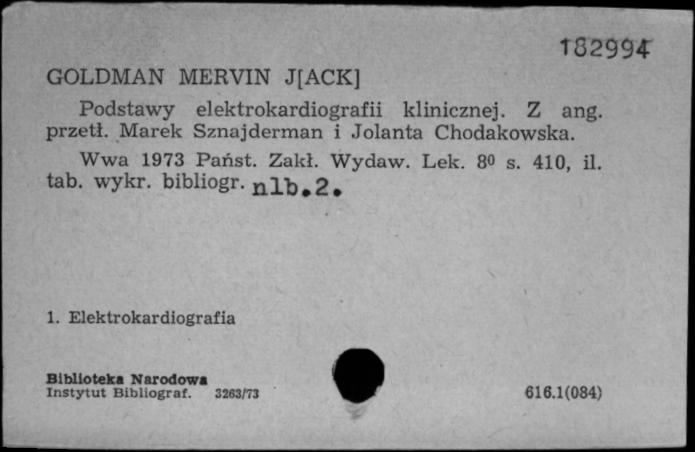 182994
GOLDMAN MERVIN J[ACK]
Podstawy elektrokardiografii klinicznej. Z ang.
przetł. Marek Sznajderman i Jolanta Chodakowska.
Wwa 1973 Państ. Zakł. Wydaw. Lek. 8⁰ s. 410, il.
tab. wykr. bibliogr. nlb.2.
1. Elektrokardiografia
Biblioteka Narodowa
Instytut Bibliograf. 3263/73 616.1(084)